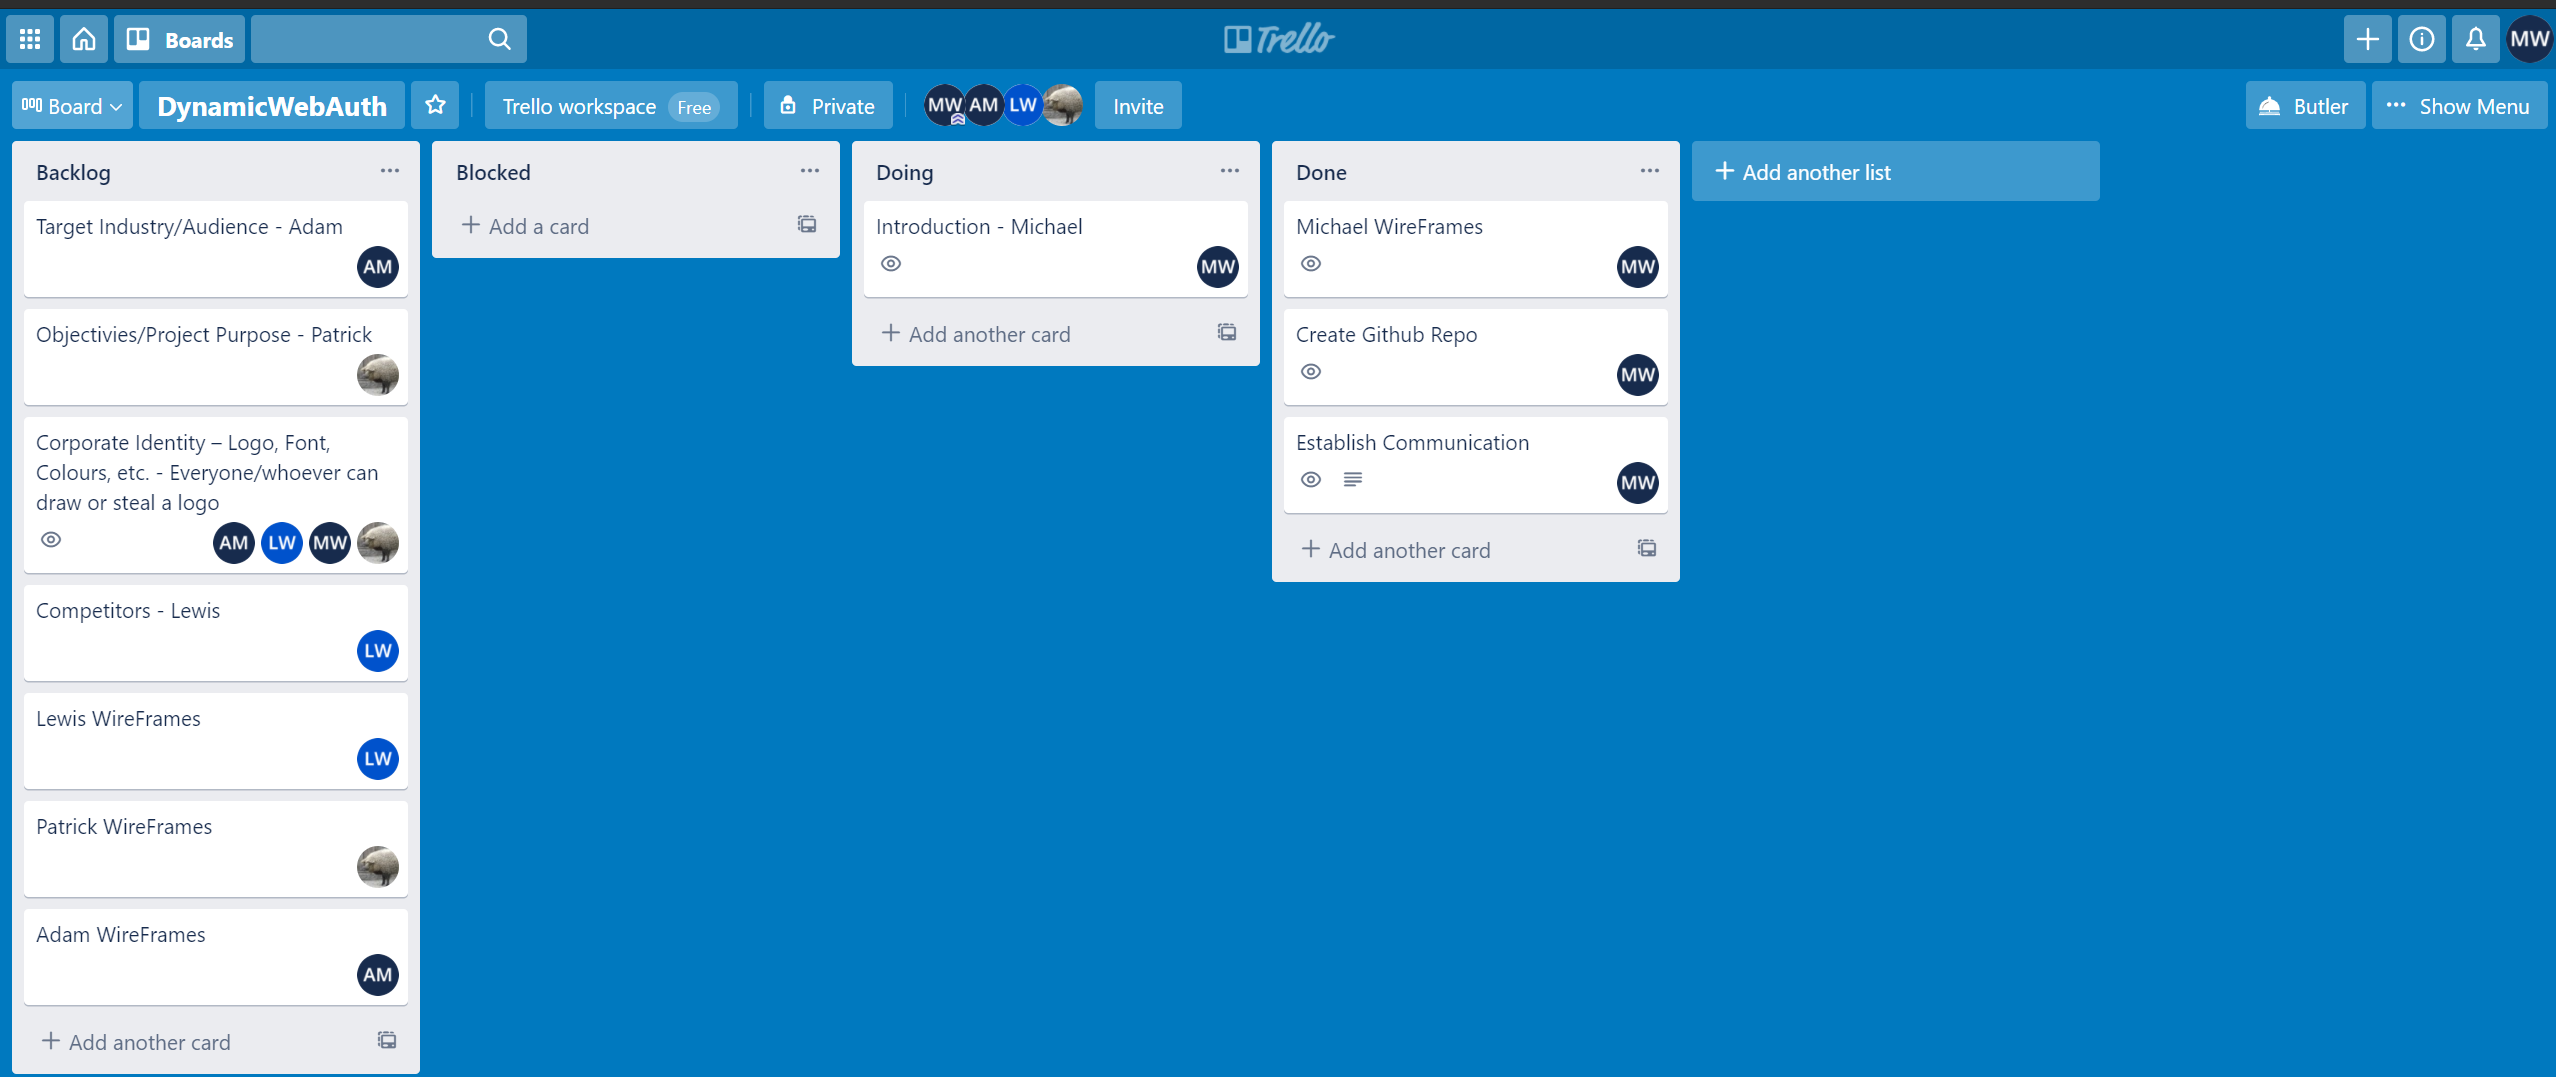 Boards
Trello
MW
Board
DynamicWebAuth
Trello workspace Free
Private
MW AM LW
Invite
Butler
Show Menu
Backlog
Target Industry/Audience - Adam
AM
Objectivies/Project Purpose - Patrick
Corporate Identity – Logo, Font,
Colours, etc. - Everyone/whoever can
draw or steal a logo
AM LW MW
Competitors - Lewis
LW
Lewis WireFrames
LW
Patrick WireFrames
Adam WireFrames
AM
Add another card
Blocked
Add a card
Doing
Introduction - Michael
MW
Add another card
Done
Michael WireFrames
MW
Create Github Repo
MW
Establish Communication
MW
Add another card
Add another list